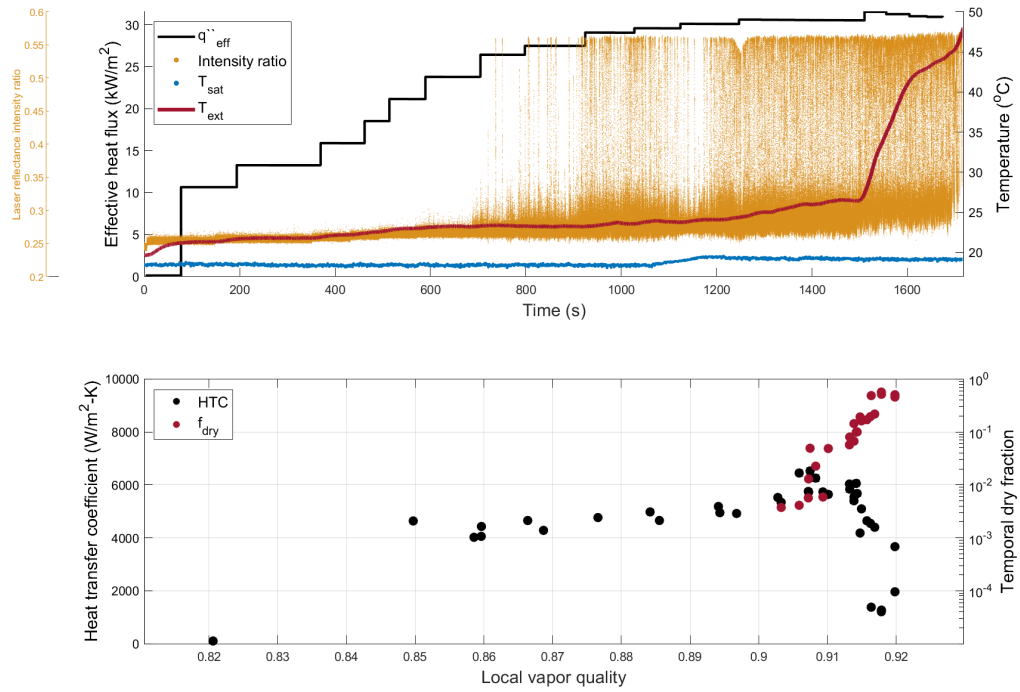 0.6
0.55
0.5
0.45
0.4
0.35
0.3
0.25
0.2
Laser reflectance intensity ratio
30
25
20
15
10
5
0
Effective heat flux (kW/m²)
q``eff
Intensity ratio
Tsat
Text
50
45
40
35
30
25
20
Temperature (°C)
0 200 400 600 800 1000 1200 1400 1600
Time (s)
10000
8000
6000
4000
2000
0
Heat transfer coefficient (W/m²-K)
HTC
fdry
10⁰
10⁻¹
10⁻²
10⁻³
10⁻⁴
Temporal dry fraction
0.82 0.83 0.84 0.85 0.86 0.87 0.88 0.89 0.9 0.91 0.92
Local vapor quality